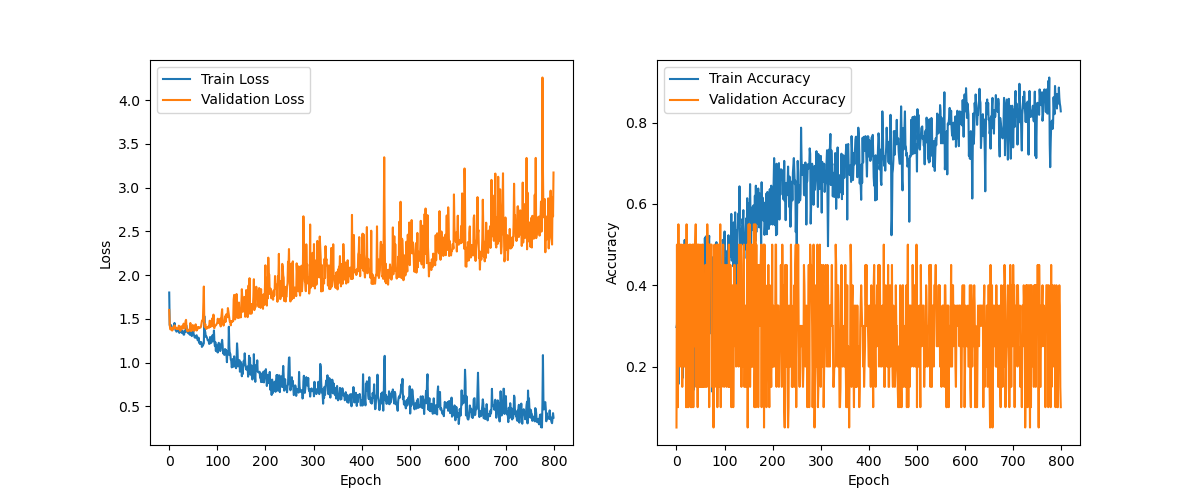 Train Loss
Validation Loss
4.0
3.5
3.0
2.5
2.0
1.5
1.0
0.5
Loss
0 100 200 300 400 500 600 700 800
Epoch
Train Accuracy
Validation Accuracy
0.8
0.6
0.4
0.2
Accuracy
0 100 200 300 400 500 600 700 800
Epoch